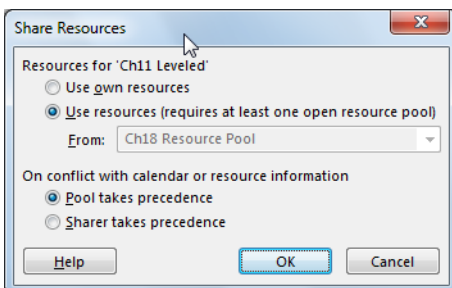 Share Resources
Resources for 'Ch11 Leveled'
Use own resources
Use resources (requires at least one open resource pool)
From: Ch18 Resource Pool
On conflict with calendar or resource information
Pool takes precedence
Sharer takes precedence
Help OK Cancel